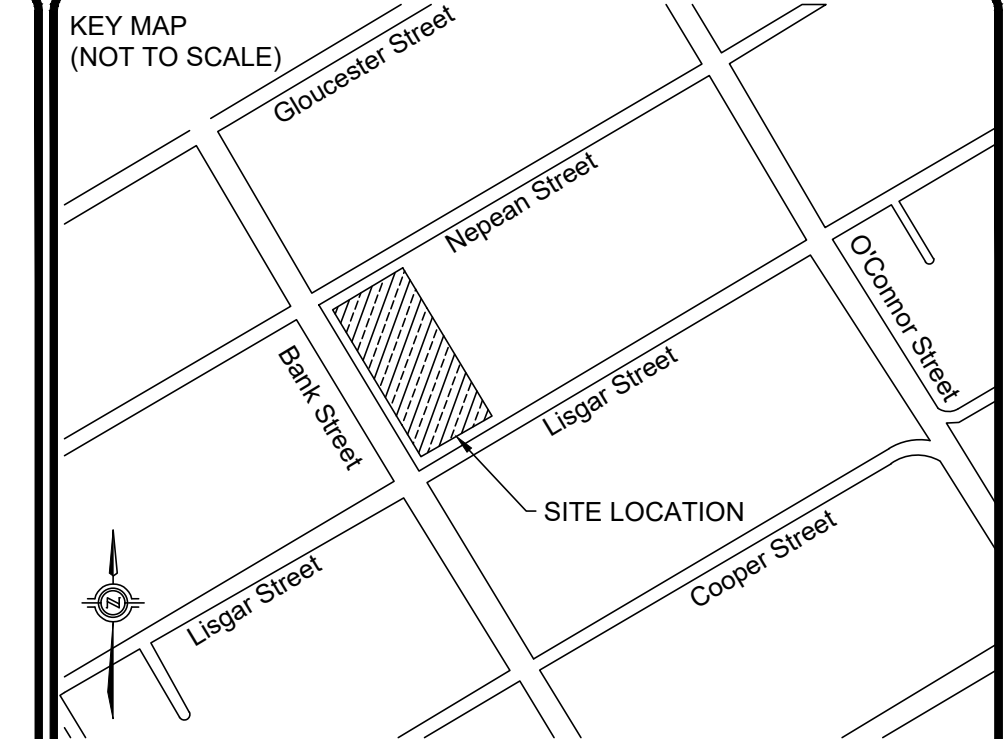 KEY MAP
(NOT TO SCALE)
Gloucester Street
Nepean Street
O'Connor Street
Bank Street
Lisgar Street
SITE LOCATION
Cooper Street
Lisgar Street
Z